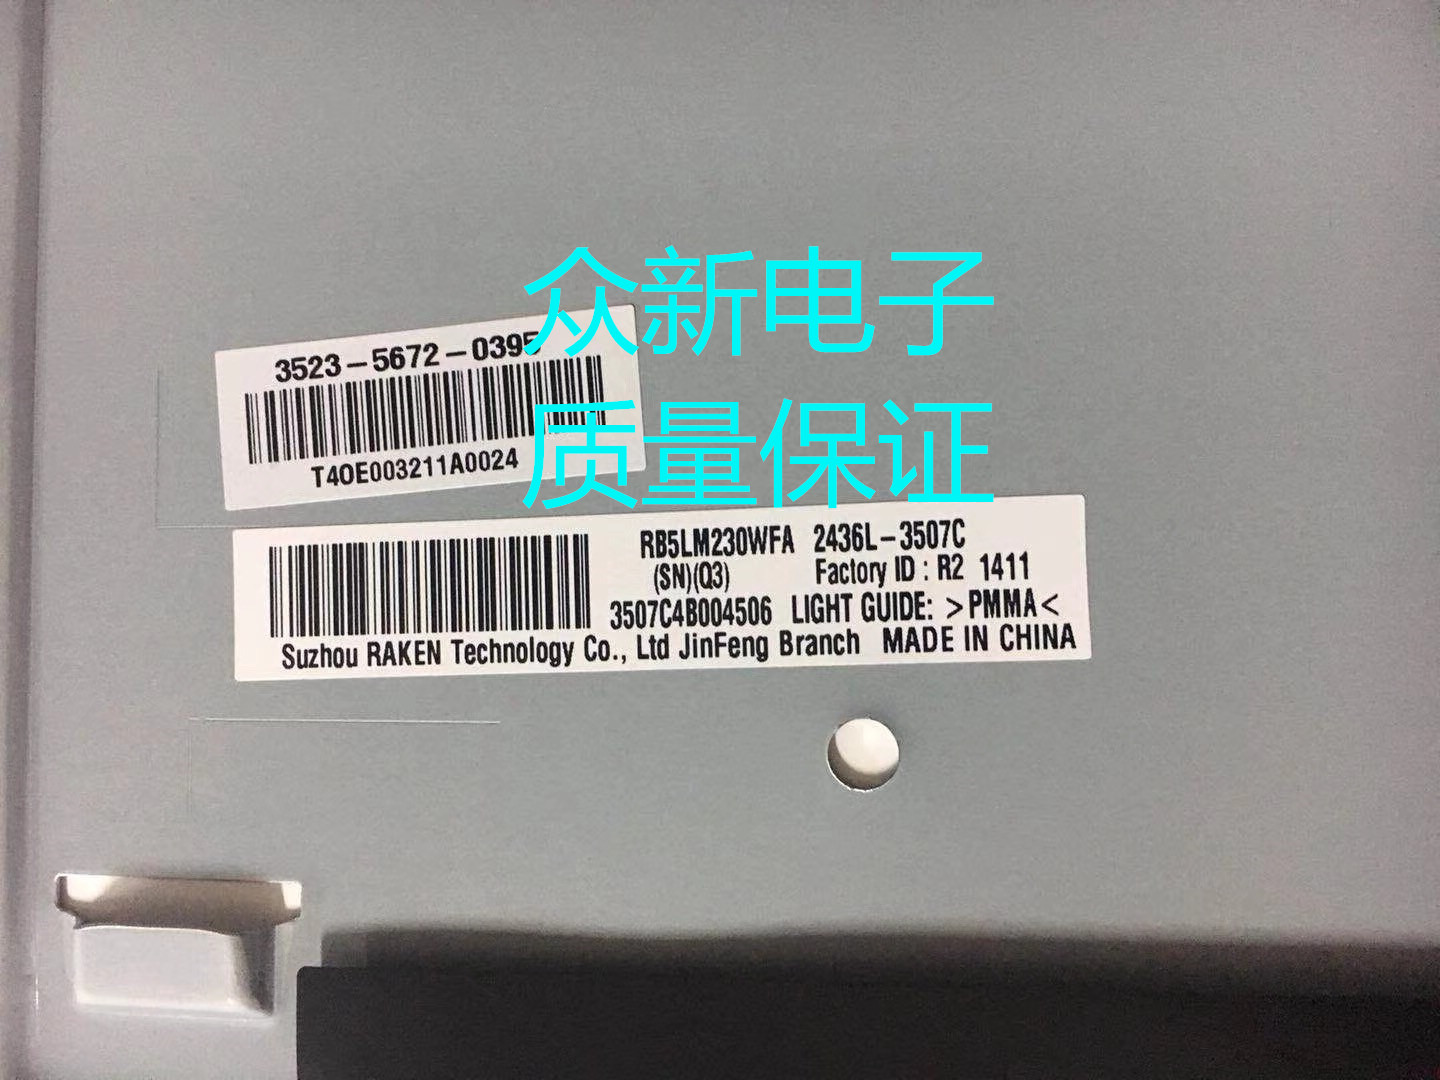 众新电子
质量保证
3523-5672-0395
T40E003211A0024
RB5LM230WFA 2436L-3507C
(SN)(Q3) Factory ID : R2 1411
3507C4B004506 LIGHT GUIDE: >PMMA<
Suzhou RAKEN Technology Co., Ltd JinFeng Branch MADE IN CHINA